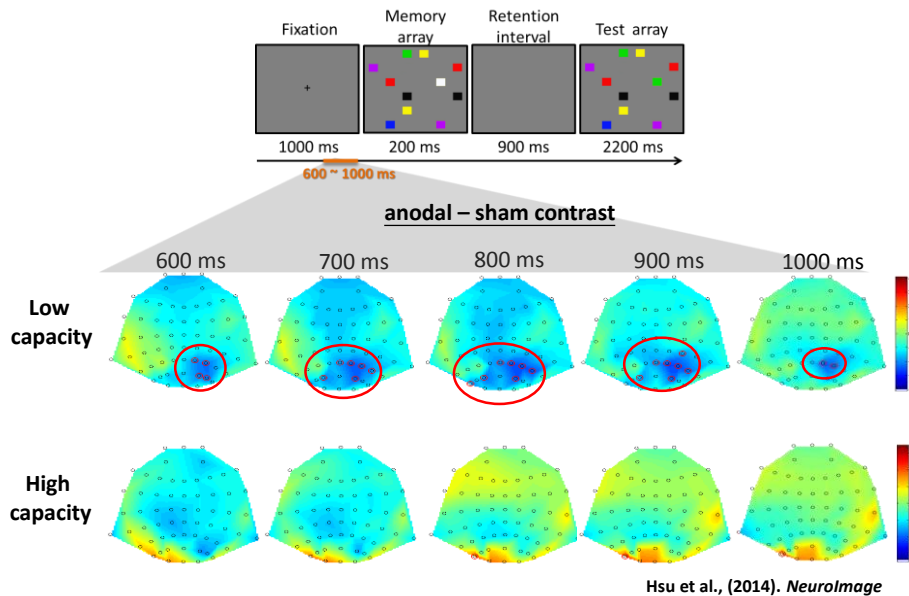 Fixation
Memory
array
Retention
interval
Test array
1000 ms
200 ms
900 ms
2200 ms
600 ~ 1000 ms
anodal – sham contrast
600 ms
700 ms
800 ms
900 ms
1000 ms
Low
capacity
High
capacity
Hsu et al., (2014). NeuroImage